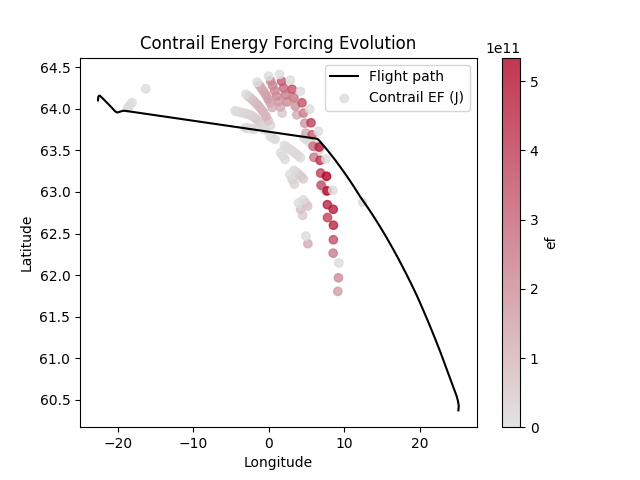 Contrail Energy Forcing Evolution
1e11
Flight path
Contrail EF (J)
64.5
64.0
63.5
63.0
62.5
62.0
61.5
61.0
60.5
Latitude
−20
−10
0
10
20
Longitude
5
4
3
2
1
0
ef